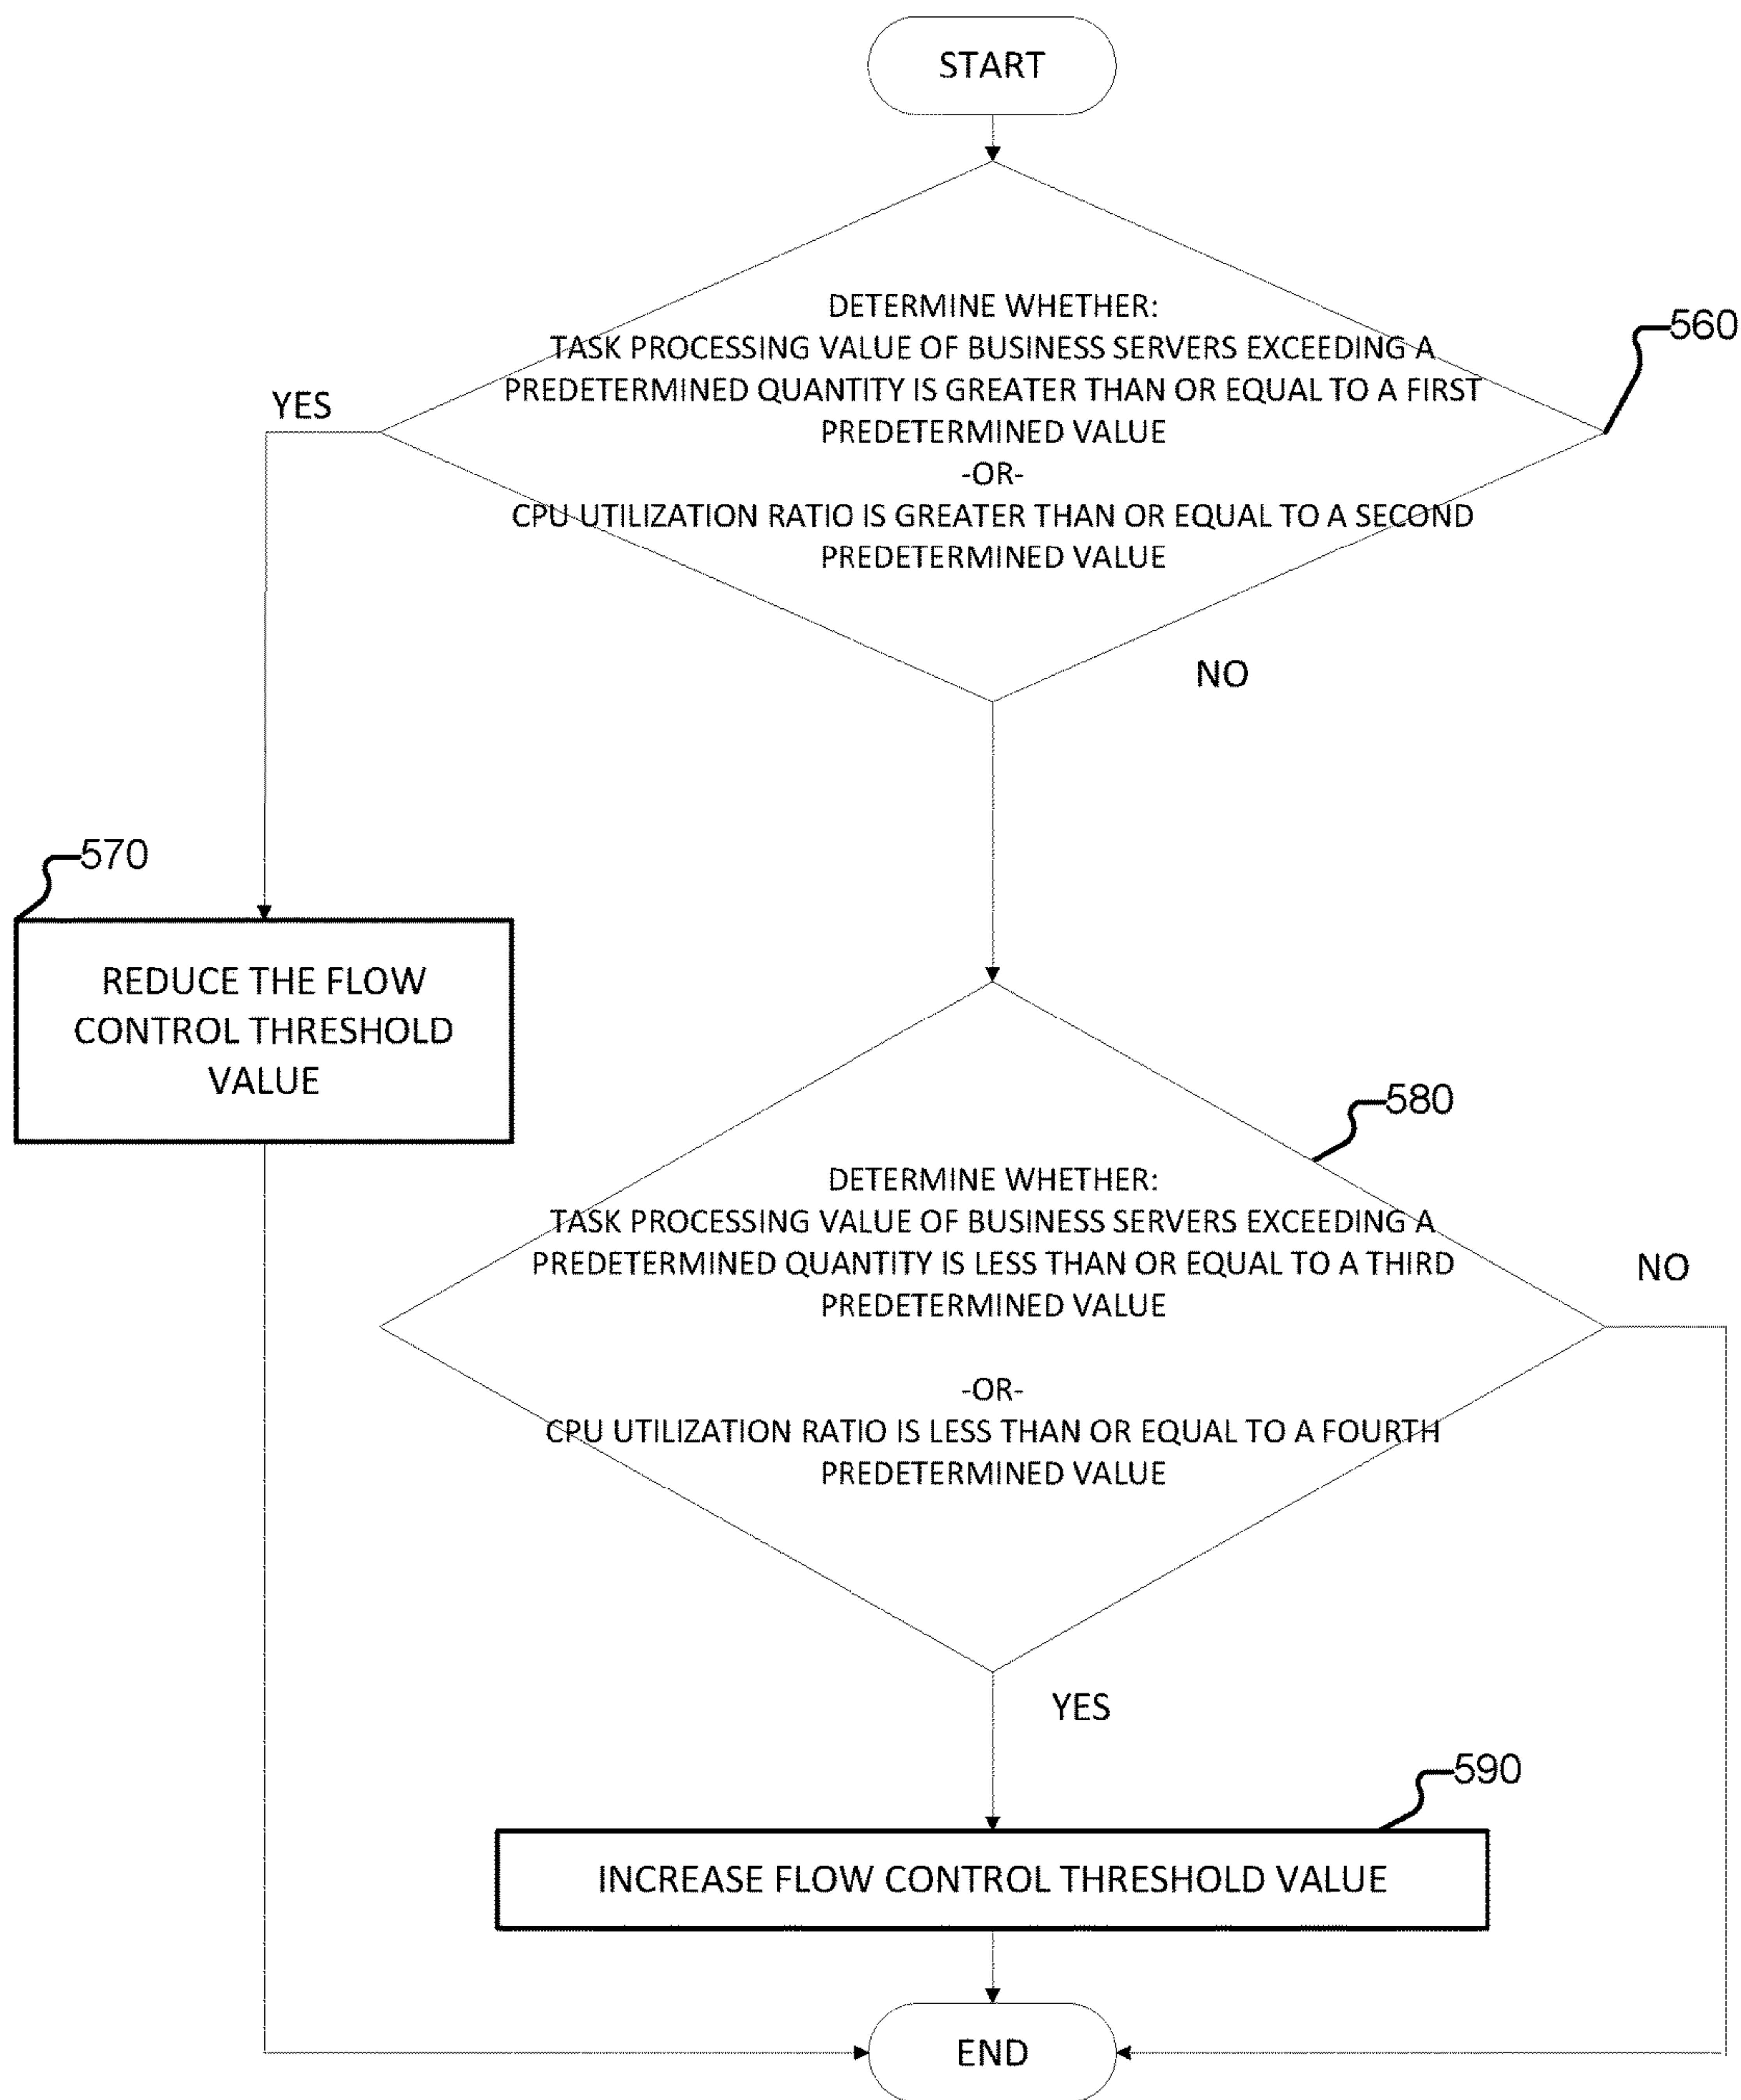 START
DETERMINE WHETHER:
TASK PROCESSING VALUE OF BUSINESS SERVERS EXCEEDING A
PREDETERMINED QUANTITY IS GREATER THAN OR EQUAL TO A FIRST
PREDETERMINED VALUE
-OR-
CPU UTILIZATION RATIO IS GREATER THAN OR EQUAL TO A SECOND
PREDETERMINED VALUE
560
YES
NO
570
REDUCE THE FLOW
CONTROL THRESHOLD
VALUE
580
DETERMINE WHETHER:
TASK PROCESSING VALUE OF BUSINESS SERVERS EXCEEDING A
PREDETERMINED QUANTITY IS LESS THAN OR EQUAL TO A THIRD
PREDETERMINED VALUE
-OR-
CPU UTILIZATION RATIO IS LESS THAN OR EQUAL TO A FOURTH
PREDETERMINED VALUE
NO
YES
590
INCREASE FLOW CONTROL THRESHOLD VALUE
END